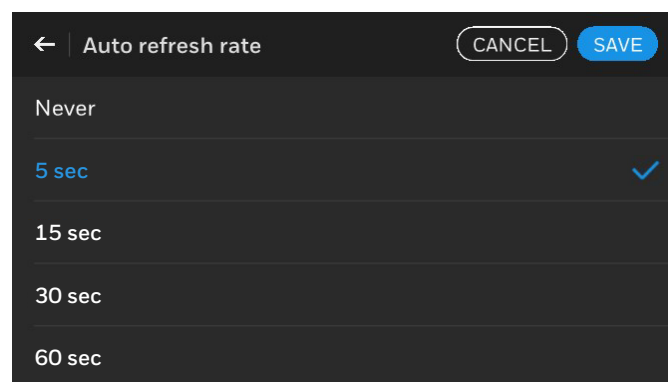 Auto refresh rate CANCEL SAVE
Never
5 sec
15 sec
30 sec
60 sec